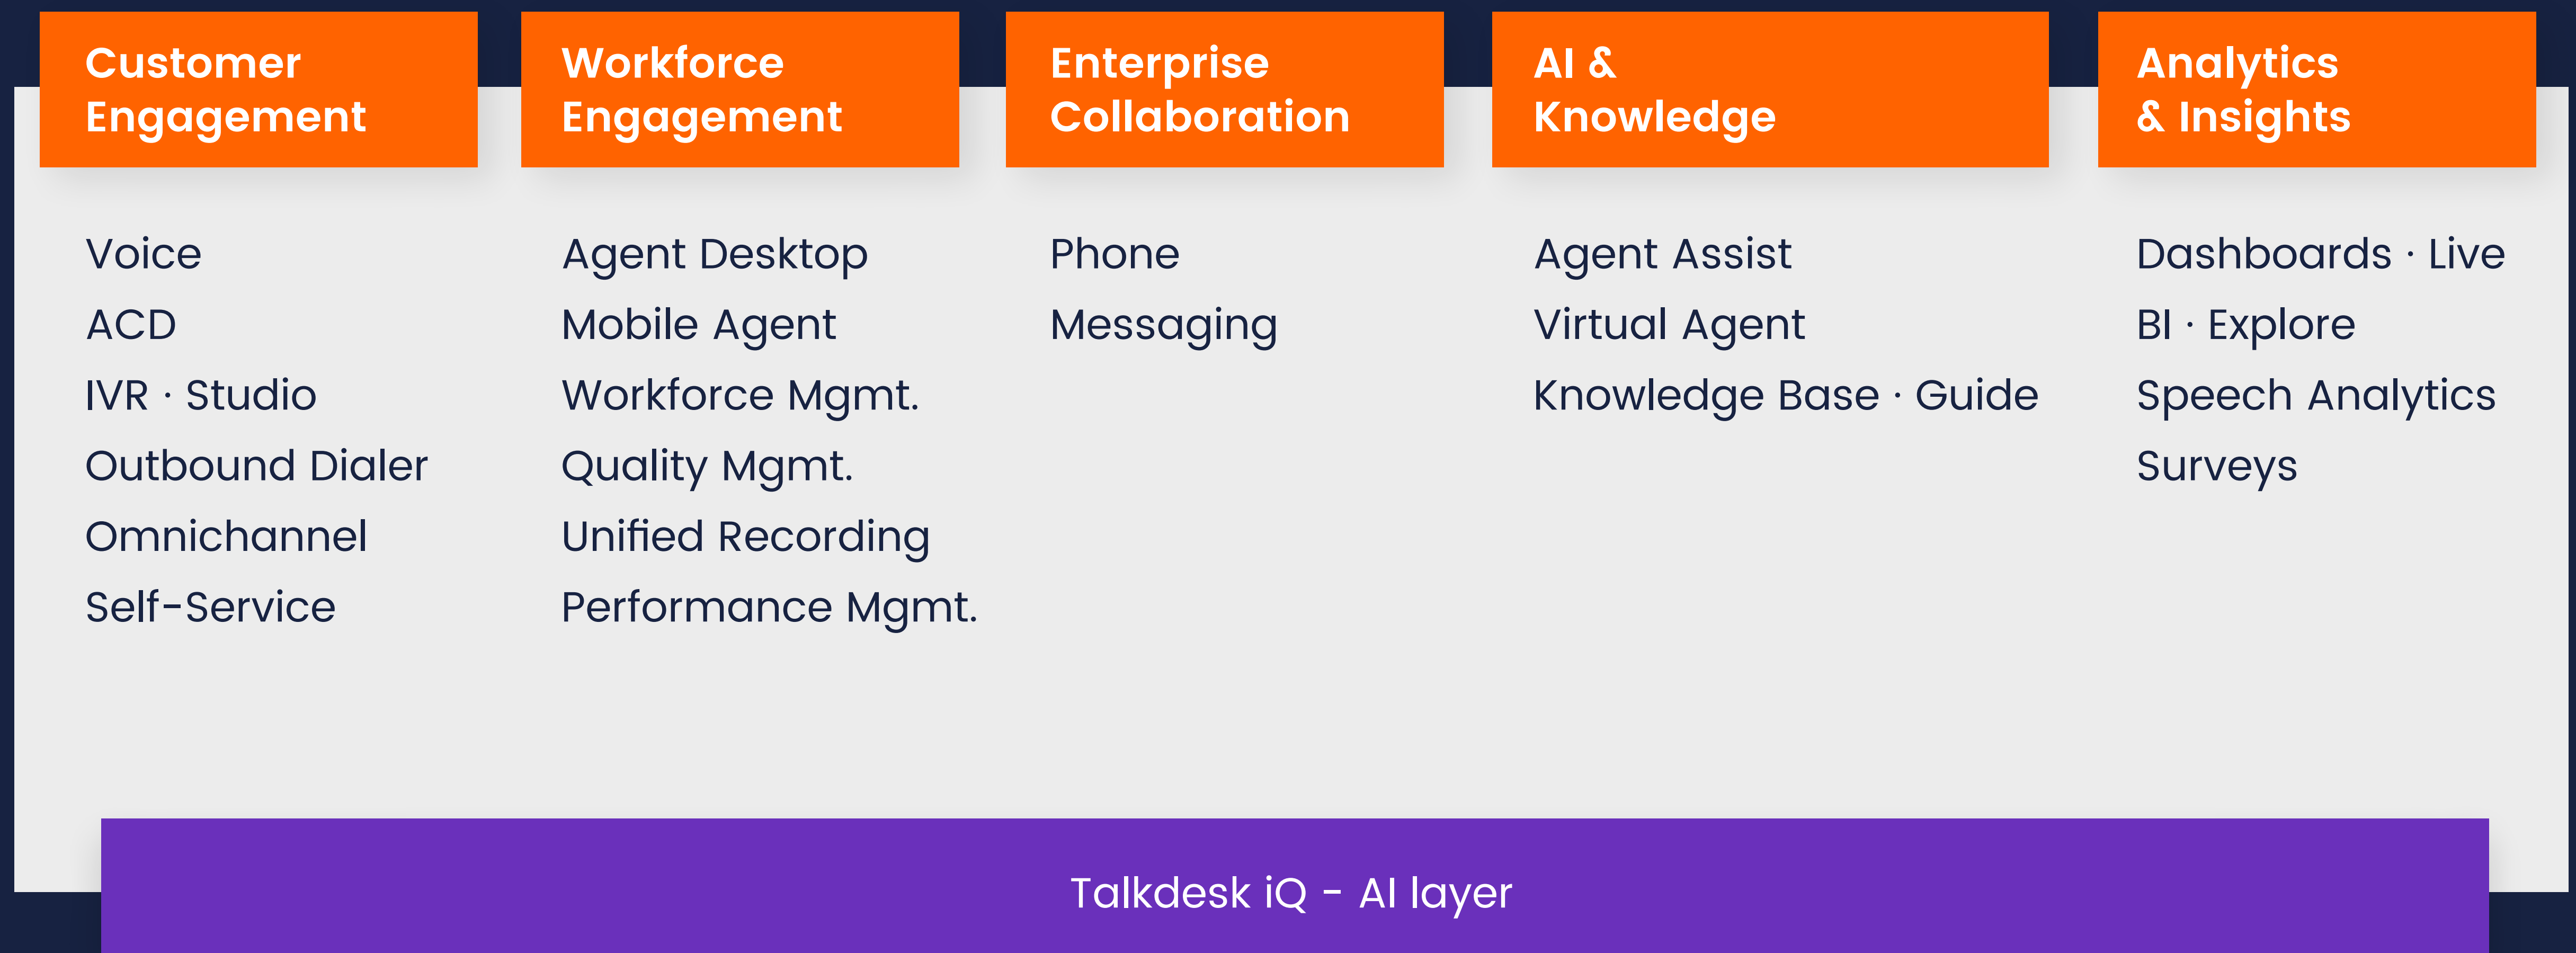 Customer
Engagement
Voice
ACD
IVR · Studio
Outbound Dialer
Omnichannel
Self-Service
Workforce
Engagement
Agent Desktop
Mobile Agent
Workforce Mgmt.
Quality Mgmt.
Unified Recording
Performance Mgmt.
Enterprise
Collaboration
Phone
Messaging
AI &
Knowledge
Agent Assist
Virtual Agent
Knowledge Base · Guide
Analytics
& Insights
Dashboards · Live
BI · Explore
Speech Analytics
Surveys
Talkdesk iQ - AI layer